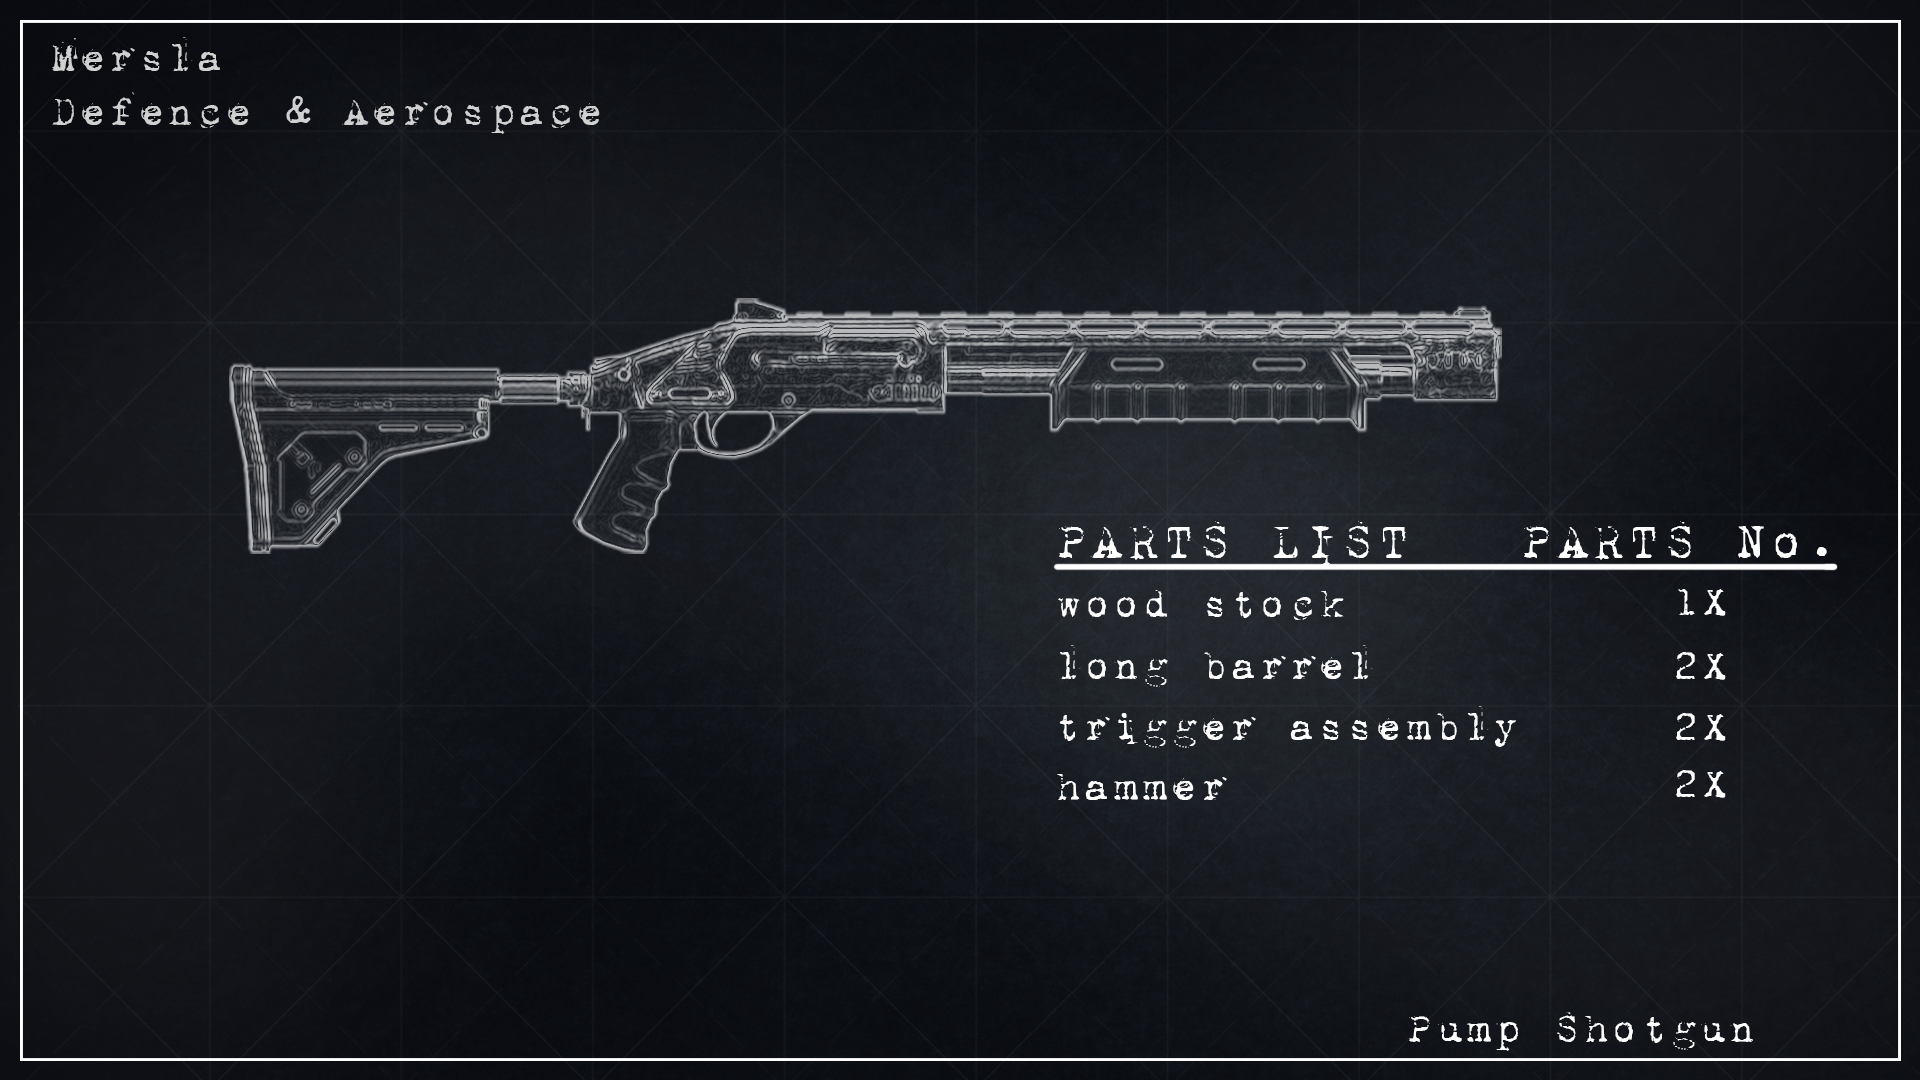 Mersla
Defence & Aerospace
PARTS LIST PARTS No.
wood stock 1X
long barrel 2X
trigger assembly 2X
hammer 2X
Pump Shotgun